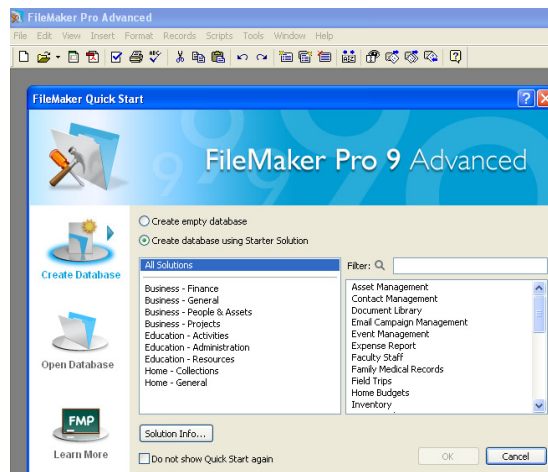 FileMaker Pro Advanced
File Edit View Insert Format Records Scripts Tools Window Help
FileMaker Quick Start
FileMaker Pro 9 Advanced
Create Database
Open Database
FMP
Learn More
Create empty database
Create database using Starter Solution
All Solutions
Business - Finance
Business - General
Business - People & Assets
Business - Projects
Education - Activities
Education - Administration
Education - Resources
Home - Collections
Home - General
Filter:
Asset Management
Contact Management
Document Library
Email Campaign Management
Event Management
Expense Report
Faculty Staff
Family Medical Records
Field Trips
Home Budgets
Inventory
Solution Info...
Do not show Quick Start again
OK Cancel